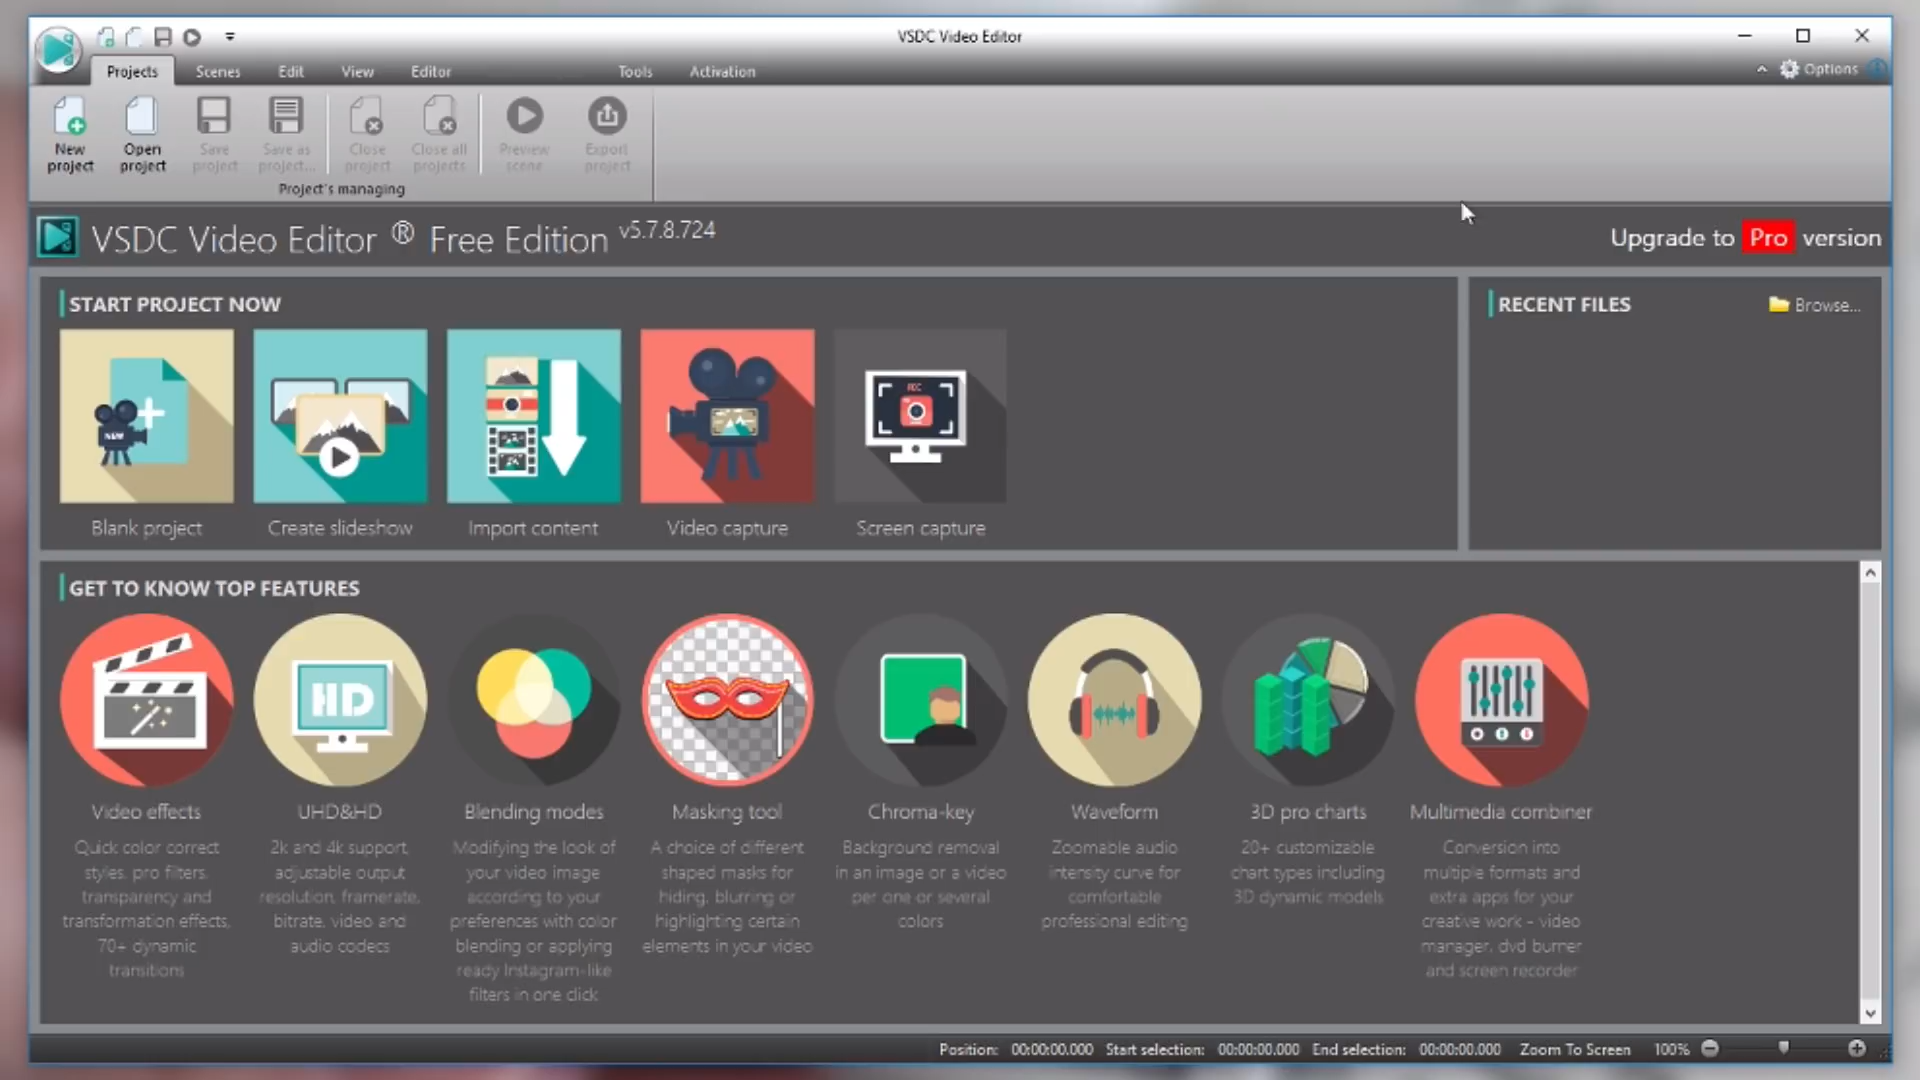 VSDC Video Editor
Projects Scenes Edit View Editor Tools Activation Options
New project
Open project
Save project
Save as project...
Close project
Close all projects
Preview scene
Export project
Project's managing
VSDC Video Editor ® Free Edition v5.7.8.724
Upgrade to Pro version
START PROJECT NOW
NEW
REC
Blank project
Create slideshow
Import content
Video capture
Screen capture
RECENT FILES
Browse...
GET TO KNOW TOP FEATURES
HD
Video effects
Quick color correct
styles, pro filters,
transparency and
transformation effects,
70+ dynamic
transitions
UHD&HD
2k and 4k support,
adjustable output
resolution, framerate,
bitrate, video and
audio codecs
Blending modes
Modifying the look of
your video image
according to your
preferences with color
blending or applying
ready Instagram-like
filters in one click
Masking tool
A choice of different
shaped masks for
hiding, blurring or
highlighting certain
elements in your video
Chroma-key
Background removal
in an image or a video
per one or several
colors
Waveform
Zoomable audio
intensity curve for
comfortable
professional editing
3D pro charts
20+ customizable
chart types including
3D dynamic models
Multimedia combiner
Conversion into
multiple formats and
extra apps for your
creative work - video
manager, dvd burner
and screen recorder
Position: 00:00:00.000 Start selection: 00:00:00.000 End selection: 00:00:00.000 Zoom To Screen 100%